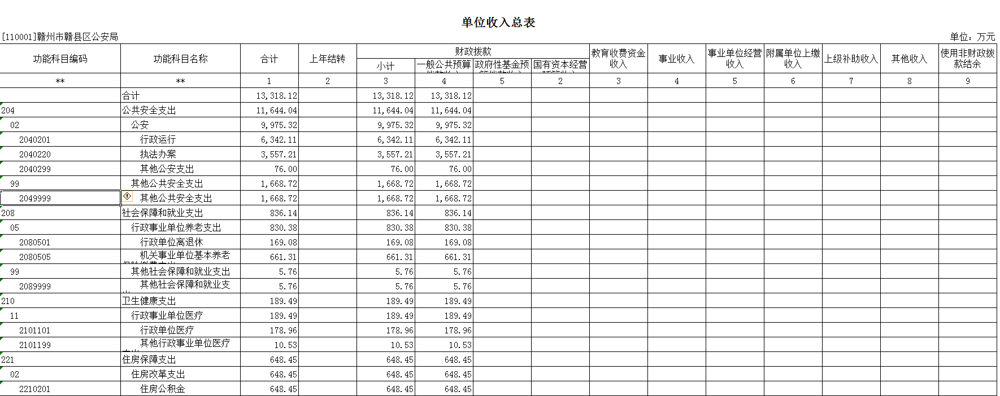 单位收入总表
[110001]赣州市赣县区公安局 单位：万元
功能科目编码 功能科目名称 合计 上年结转 财政拨款 教育收费资金收入 事业收入 事业单位经营收入 附属单位上缴收入 上级补助收入 其他收入 使用非财政拨款结余
小计 一般公共预算 政府性基金预 国有资本经营
** ** 1 2 3 4 5 2 3 4 5 6 7 8 9
合计 13,318.12 13,318.12 13,318.12
204 公共安全支出 11,644.04 11,644.04 11,644.04
02 公安 9,975.32 9,975.32 9,975.32
2040201 行政运行 6,342.11 6,342.11 6,342.11
2040220 执法办案 3,557.21 3,557.21 3,557.21
2040299 其他公安支出 76.00 76.00 76.00
99 其他公共安全支出 1,668.72 1,668.72 1,668.72
2049999 其他公共安全支出 1,668.72 1,668.72 1,668.72
208 社会保障和就业支出 836.14 836.14 836.14
05 行政事业单位养老支出 830.38 830.38 830.38
2080501 行政单位离退休 169.08 169.08 169.08
2080505 机关事业单位基本养老 661.31 661.31 661.31
99 其他社会保障和就业支出 5.76 5.76 5.76
2089999 其他社会保障和就业支 5.76 5.76 5.76
210 卫生健康支出 189.49 189.49 189.49
11 行政事业单位医疗 189.49 189.49 189.49
2101101 行政单位医疗 178.96 178.96 178.96
2101199 其他行政事业单位医疗 10.53 10.53 10.53
221 住房保障支出 648.45 648.45 648.45
02 住房改革支出 648.45 648.45 648.45
2210201 住房公积金 648.45 648.45 648.45